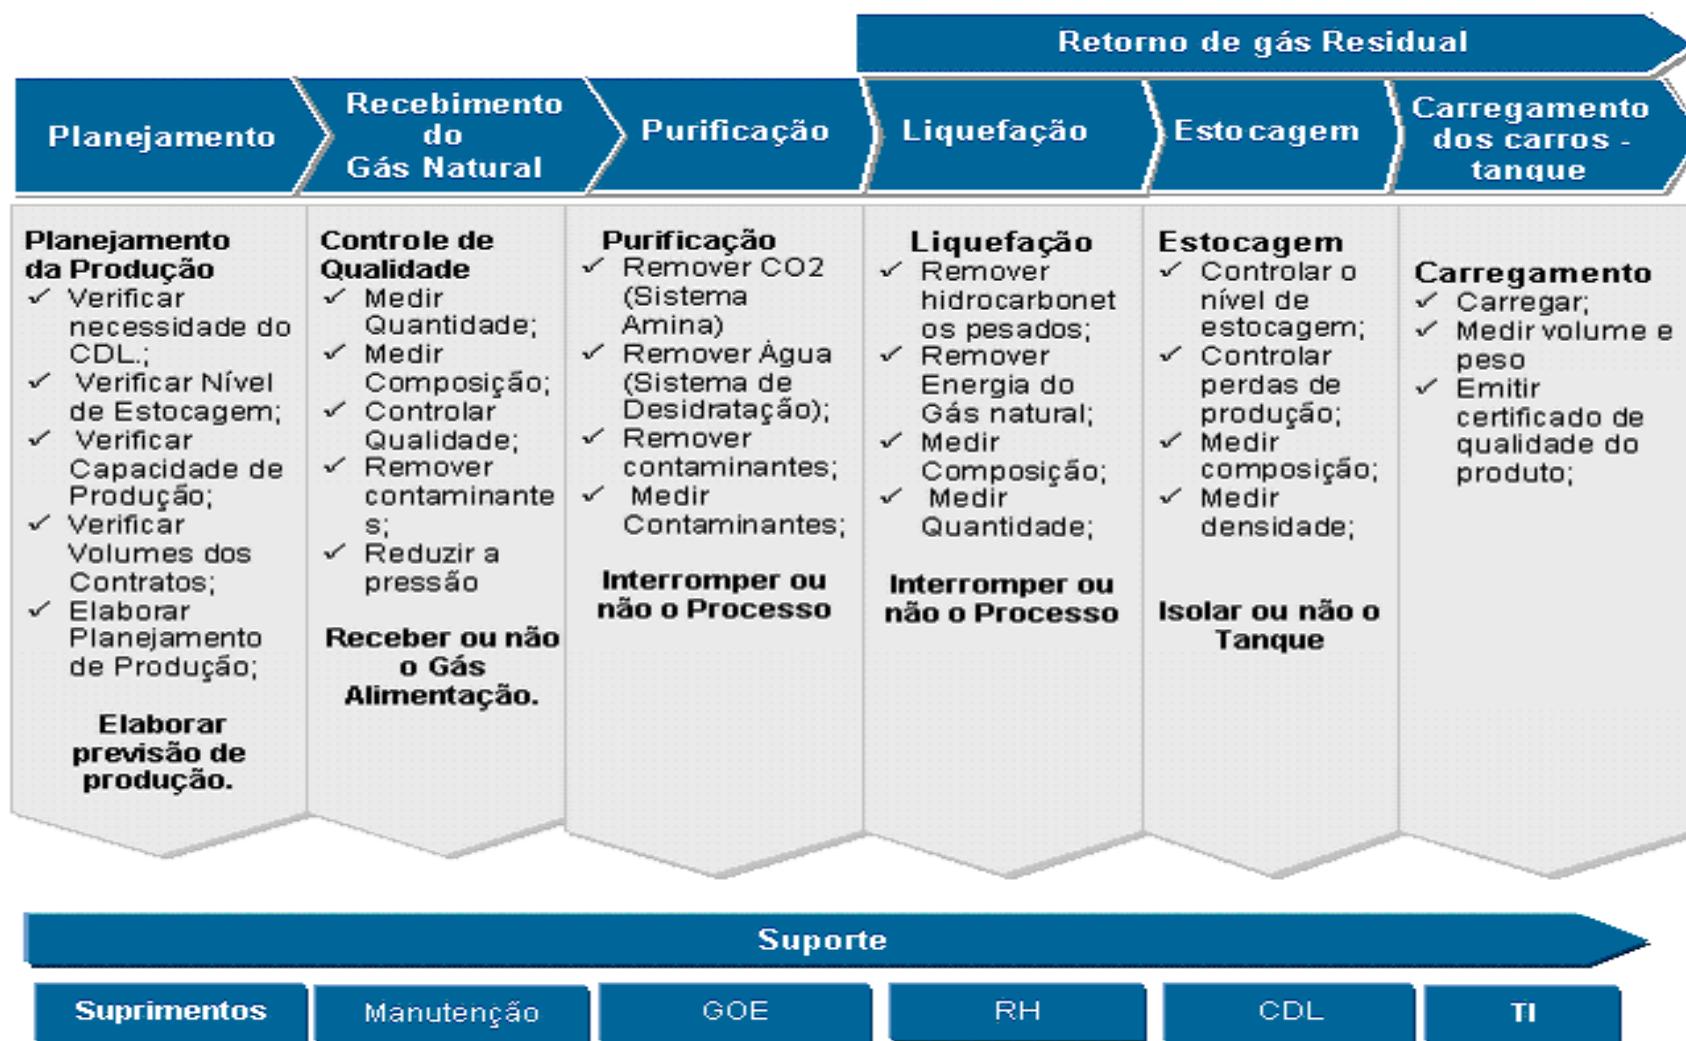 Retorno de gás Residual
Planejamento
Recebimento
do
Gás Natural
Purificação
Liquefação
Estocagem
Carregamento
dos carros -
tanque
Planejamento
da Produção
✓ Verificar
necessidade do
CDL.;
✓ Verificar Nível
de Estocagem;
✓ Verificar
Capacidade de
Produção;
✓ Verificar
Volumes dos
Contratos;
✓ Elaborar
Planejamento
de Produção;
Elaborar
previsão de
produção.
Controle de
Qualidade
✓ Medir
Quantidade;
✓ Medir
Composição;
✓ Controlar
Qualidade;
✓ Remover
contaminante
s;
✓ Reduzir a
pressão
Receber ou não
o Gás
Alimentação.
Purificação
✓ Remover CO2
(Sistema
Amina)
✓ Remover Água
(Sistema de
Desidratação);
✓ Remover
contaminantes;
✓ Medir
Contaminantes;
Interromper ou
não o Processo
Liquefação
✓ Remover
hidrocarbonet
os pesados;
✓ Remover
Energia do
Gás natural;
✓ Medir
Composição;
✓ Medir
Quantidade;
Interromper ou
não o Processo
Estocagem
✓ Controlar o
nível de
estocagem;
✓ Controlar
perdas de
produção;
✓ Medir
composição;
✓ Medir
densidade;
Isolar ou não o
Tanque
Carregamento
✓ Carregar;
✓ Medir volume e
peso
✓ Emitir
certificado de
qualidade do
produto;
Suporte
Suprimentos
Manutenção
GOE
RH
CDL
TI